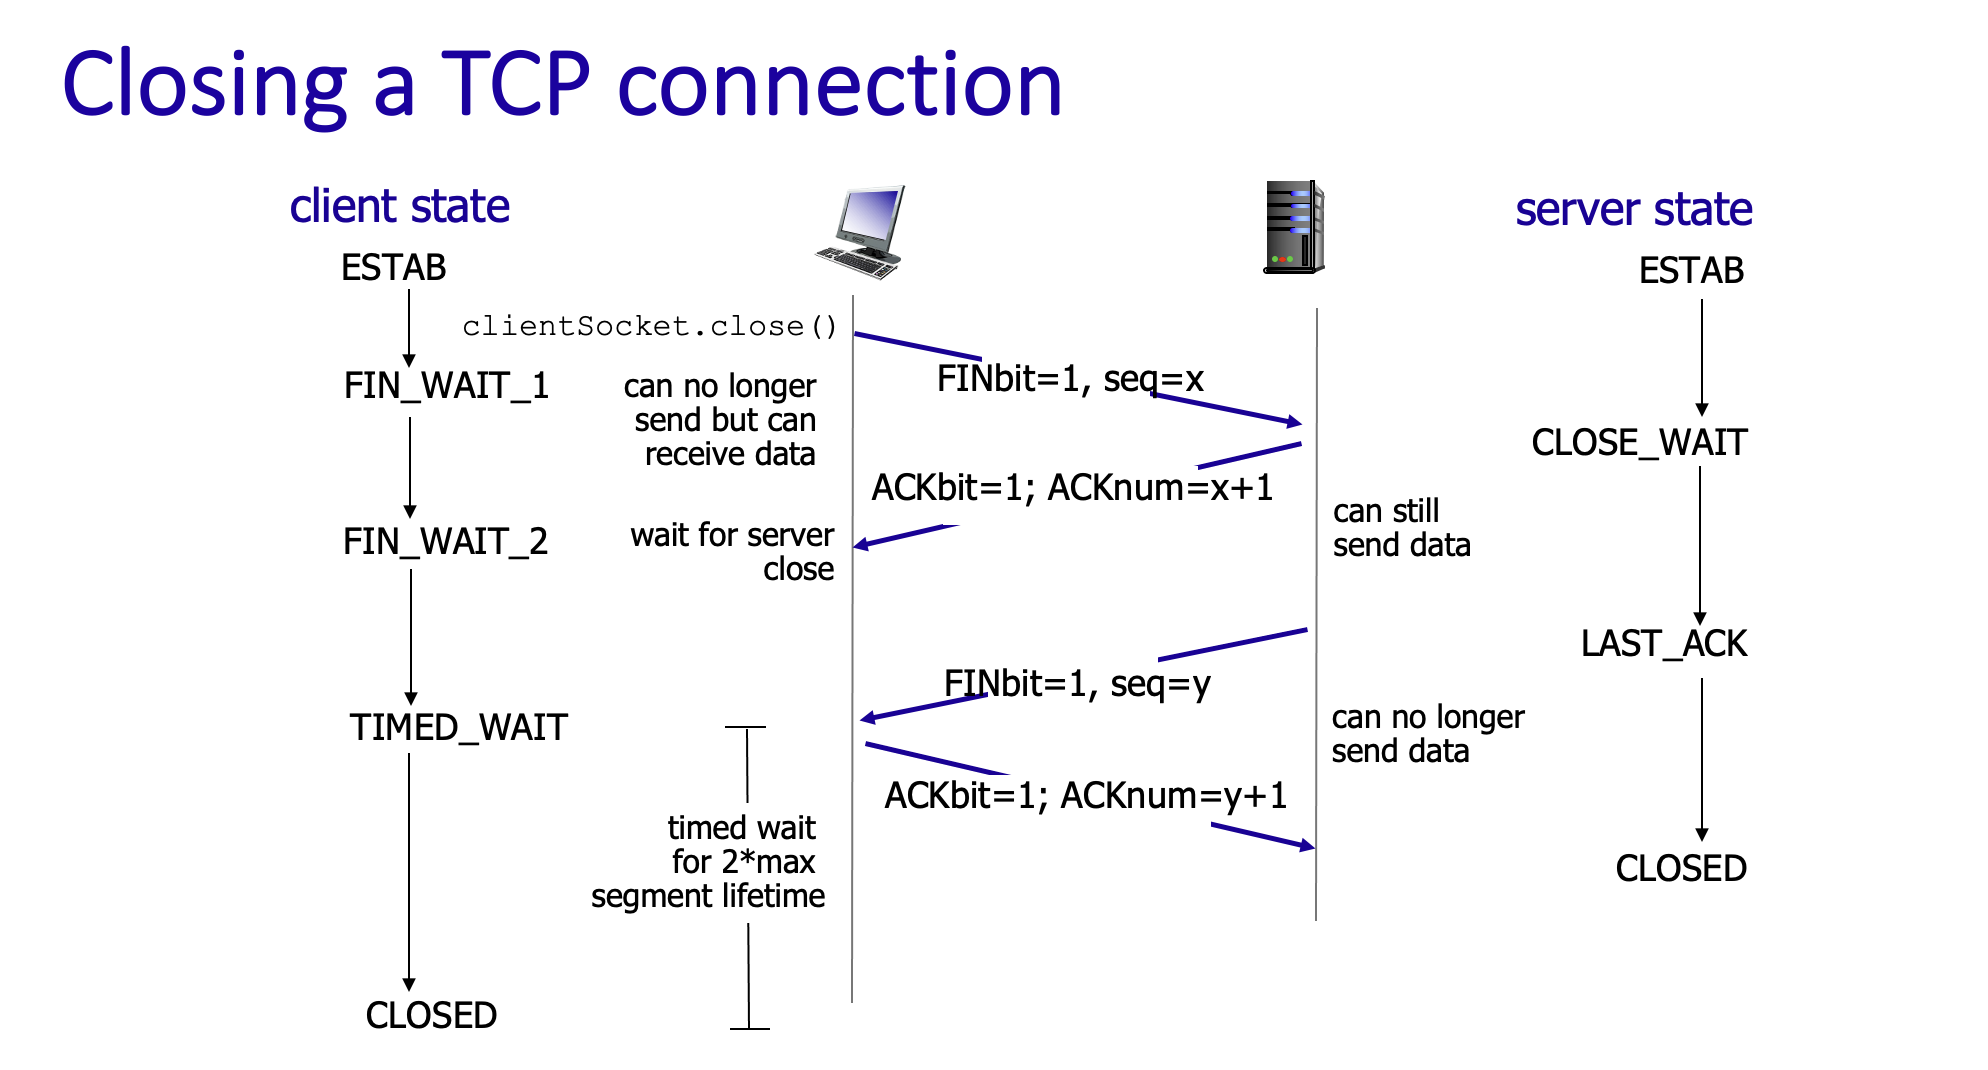 Closing a TCP connection
client state
server state
ESTAB
ESTAB
clientSocket.close()
FINbit=1, seq=x
FIN_WAIT_1
can no longer
send but can
receive data
CLOSE_WAIT
ACKbit=1; ACKnum=x+1
can still
send data
FIN_WAIT_2
wait for server
close
LAST_ACK
FINbit=1, seq=y
can no longer
send data
TIMED_WAIT
ACKbit=1; ACKnum=y+1
timed wait
for 2*max
segment lifetime
CLOSED
CLOSED